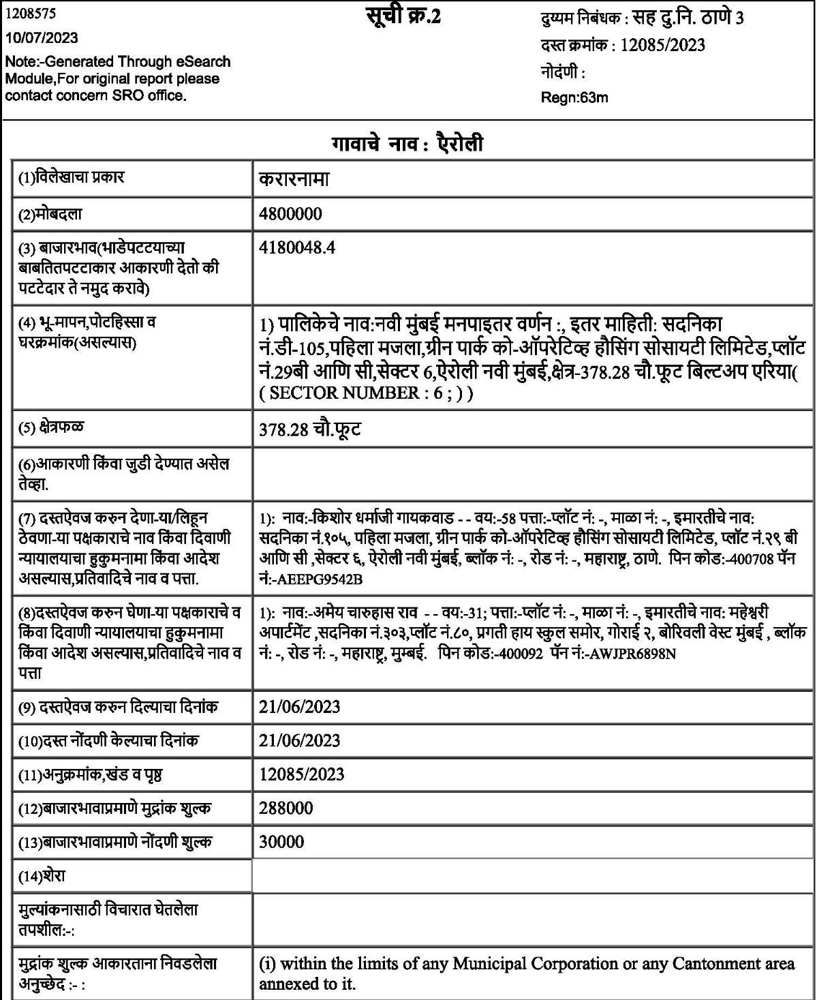 1208575
10/07/2023
Note:-Generated Through eSearch
Module,For original report please
contact concern SRO office.
सूची क्र.2
दुय्यम निबंधक : सह दु.नि. ठाणे 3
दस्त क्रमांक : 12085/2023
नोदंणी :
Regn:63m
गावाचे नाव : ऐरोली
(1)विलेखाचा प्रकार
करारनामा
(2)मोबदला
4800000
(3) बाजारभाव(भाडेपटटयाच्या
बाबतितपटटाकार आकारणी देतो की
पटटेदार ते नमुद करावे)
4180048.4
(4) भू-मापन,पोटहिस्सा व
घरक्रमांक(असल्यास)
1) पालिकेचे नाव:नवी मुंबई मनपाइतर वर्णन :, इतर माहिती: सदनिका
नं.डी-105,पहिला मजला,ग्रीन पार्क को-ऑपरेटिव्ह हौसिंग सोसायटी लिमिटेड,प्लॉट
नं.29बी आणि सी,सेक्टर 6,ऐरोली नवी मुंबई,क्षेत्र-378.28 चौ.फूट बिल्टअप एरिया(
( SECTOR NUMBER : 6 ; ) )
(5) क्षेत्रफळ
378.28 चौ.फूट
(6)आकारणी किंवा जुडी देण्यात असेल
तेव्हा.
(7) दस्तऐवज करुन देणा-या/लिहून
ठेवणा-या पक्षकाराचे नाव किंवा दिवाणी
न्यायालयाचा हुकुमनामा किंवा आदेश
असल्यास,प्रतिवादिचे नाव व पत्ता.
1): नाव:-किशोर धर्माजी गायकवाड - - वय:-58 पत्ता:-प्लॉट नं: -, माळा नं: -, इमारतीचे नाव:
सदनिका नं.१०५, पहिला मजला, ग्रीन पार्क को-ऑपरेटिव्ह हौसिंग सोसायटी लिमिटेड, प्लॉट नं.२९ बी
आणि सी ,सेक्टर ६, ऐरोली नवी मुंबई, ब्लॉक नं: -, रोड नं: -, महाराष्ट्र, ठाणे. पिन कोड:-400708 पॅन
नं:-AEEPG9542B
(8)दस्तऐवज करुन घेणा-या पक्षकाराचे व
किंवा दिवाणी न्यायालयाचा हुकुमनामा
किंवा आदेश असल्यास,प्रतिवादिचे नाव व
पत्ता
1): नाव:-अमेय चारुहास राव - - वय:-31; पत्ता:-प्लॉट नं: -, माळा नं: -, इमारतीचे नाव: महेश्वरी
अपार्टमेंट ,सदनिका नं.३०३,प्लॉट नं.८०, प्रगती हाय स्कुल समोर, गोराई २, बोरिवली वेस्ट मुंबई , ब्लॉक
नं: -, रोड नं: -, महाराष्ट्र, मुम्बई. पिन कोड:-400092 पॅन नं:-AWJPR6898N
(9) दस्तऐवज करुन दिल्याचा दिनांक
21/06/2023
(10)दस्त नोंदणी केल्याचा दिनांक
21/06/2023
(11)अनुक्रमांक,खंड व पृष्ठ
12085/2023
(12)बाजारभावाप्रमाणे मुद्रांक शुल्क
288000
(13)बाजारभावाप्रमाणे नोंदणी शुल्क
30000
(14)शेरा
मुल्यांकनासाठी विचारात घेतलेला
तपशील:-:
मुद्रांक शुल्क आकारताना निवडलेला
अनुच्छेद :- :
(i) within the limits of any Municipal Corporation or any Cantonment area
annexed to it.